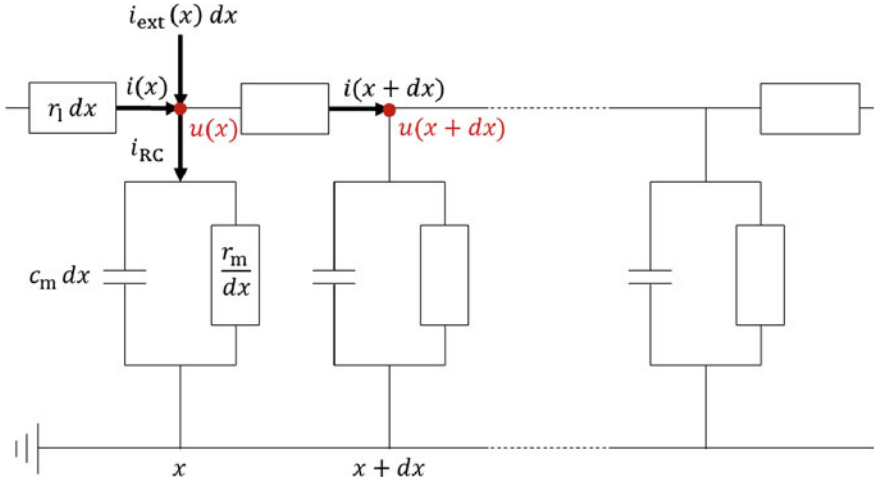 i_ext(x) dx
r_l dx
i(x)
i(x + dx)
u(x)
u(x + dx)
i_RC
c_m dx
r_m
dx
x
x + dx